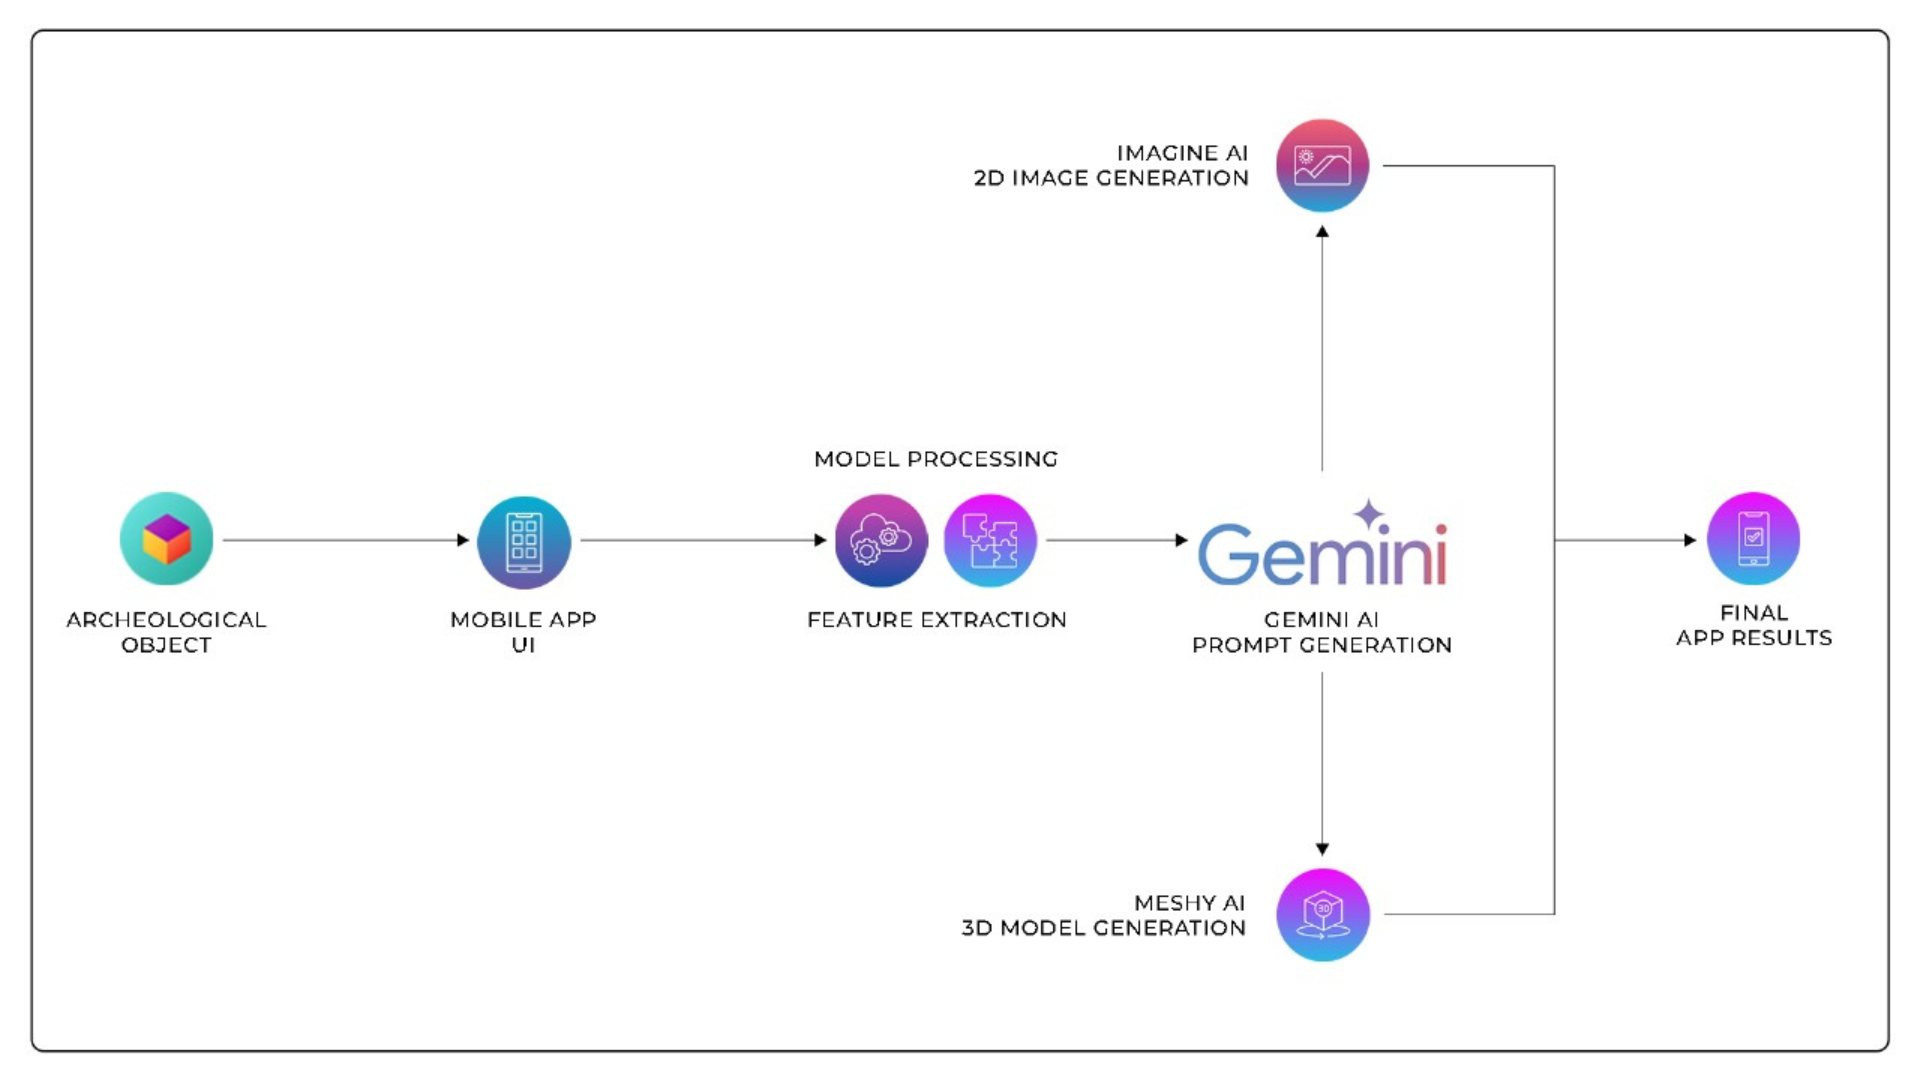 IMAGINE AI
2D IMAGE GENERATION
MODEL PROCESSING
ARCHEOLOGICAL
OBJECT
MOBILE APP
UI
FEATURE EXTRACTION
Gemini
GEMINI AI
PROMPT GENERATION
FINAL
APP RESULTS
MESHY AI
3D MODEL GENERATION
3D